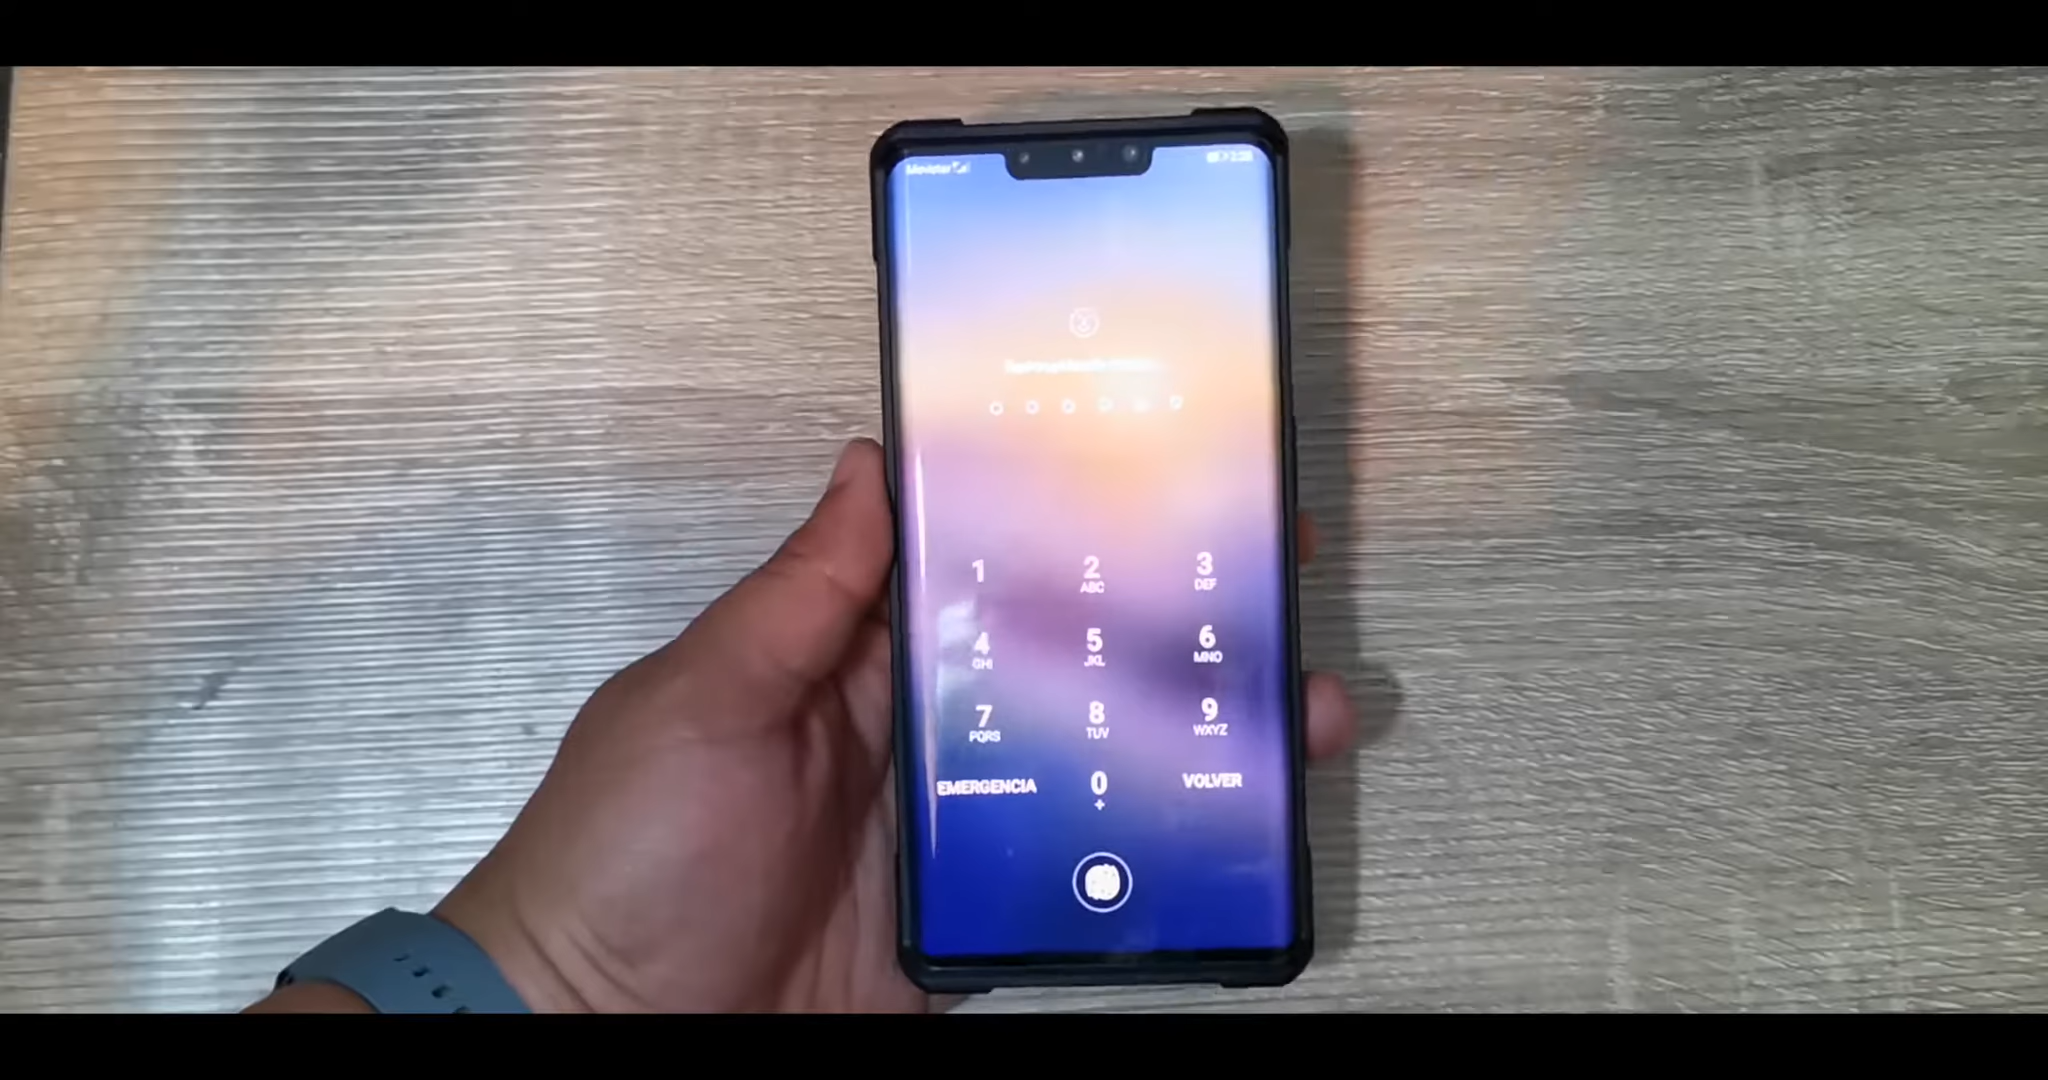 Movistar
1
2
ABC
3
DEF
4
GHI
5
JKL
6
MNO
7
PQRS
8
TUV
9
WXYZ
EMERGENCIA
0
+
VOLVER